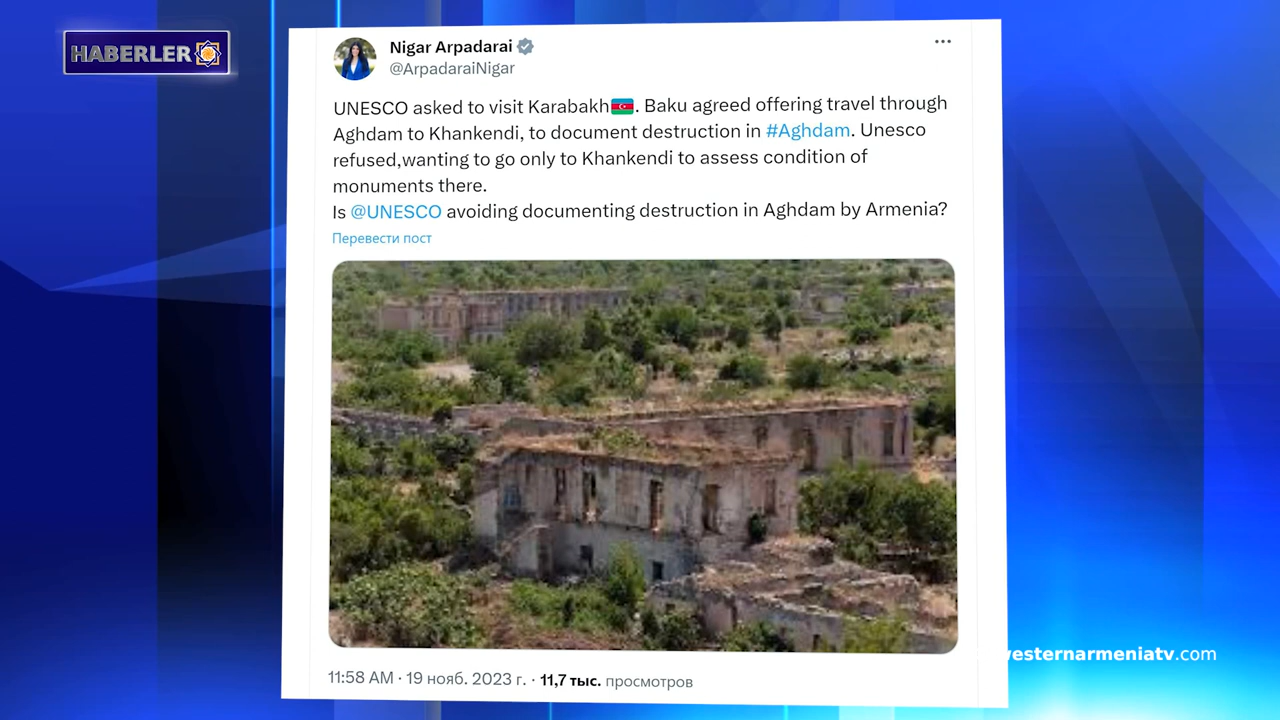 HABERLER
Nigar Arpadarai
@ArpadaraiNigar
UNESCO asked to visit Karabakh🇦🇿. Baku agreed offering travel through
Aghdam to Khankendi, to document destruction in #Aghdam. Unesco
refused,wanting to go only to Khankendi to assess condition of
monuments there.
Is @UNESCO avoiding documenting destruction in Aghdam by Armenia?
Перевести пост
11:58 AM · 19 нояб. 2023 г. · 11,7 тыс. просмотров
westernarmeniatv.com